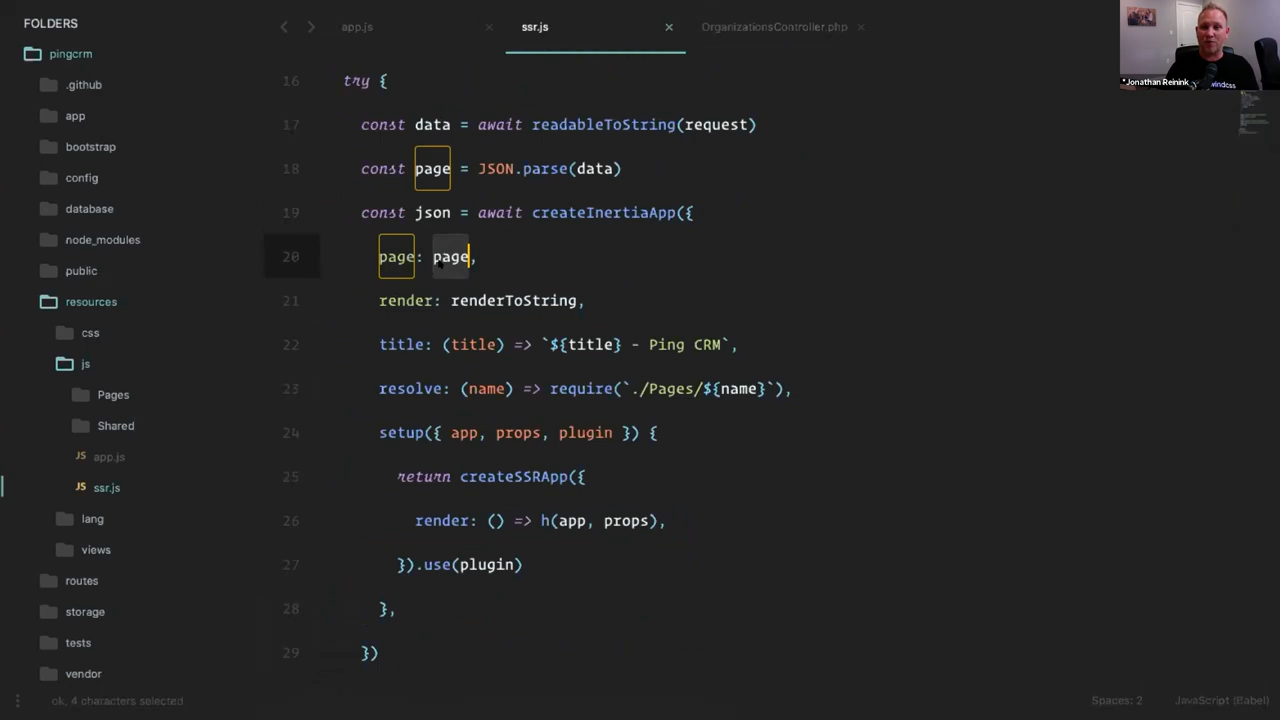 FOLDERS
pingcrm
.github
app
bootstrap
config
database
node_modules
public
resources
css
js
Pages
Shared
JS app.js
JS ssr.js
lang
views
routes
storage
tests
vendor
ok, 4 characters selected
app.js
ssr.js
OrganizationsController.php
16 try {
17 const data = await readableToString(request)
18 const page = JSON.parse(data)
19 const json = await createInertiaApp({
20 page: page,
21 render: renderToString,
22 title: (title) => `${title} - Ping CRM`,
23 resolve: (name) => require(`./Pages/${name}`),
24 setup({ app, props, plugin }) {
25 return createSSRApp({
26 render: () => h(app, props),
27 }).use(plugin)
28 },
29 })
Spaces: 2
JavaScript (Babel)
*Jonathan Reinink
windcss